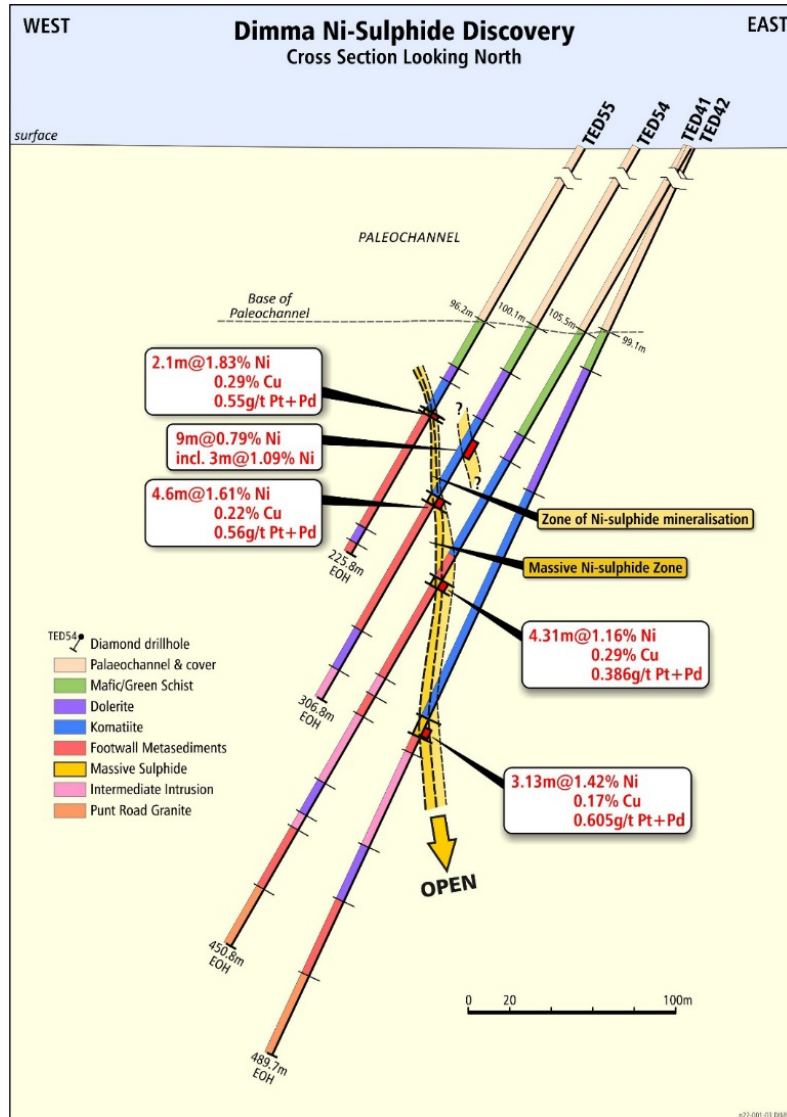 WEST
Dimma Ni-Sulphide Discovery
EAST
Cross Section Looking North
surface
TED55
TED54
TED41
TED42
PALEOCHANNEL
Base of
Paleochannel
96.2m
100.1m
105.5m
99.1m
2.1m@1.83% Ni
0.29% Cu
0.55g/t Pt+Pd
?
9m@0.79% Ni
incl. 3m@1.09% Ni
?
4.6m@1.61% Ni
0.22% Cu
0.56g/t Pt+Pd
Zone of Ni-sulphide mineralisation
Massive Ni-sulphide Zone
225.8m
EOH
4.31m@1.16% Ni
0.29% Cu
0.386g/t Pt+Pd
306.8m
EOH
3.13m@1.42% Ni
0.17% Cu
0.605g/t Pt+Pd
TED54
Diamond drillhole
Palaeochannel & cover
Mafic/Green Schist
Dolerite
Komatiite
Footwall Metasediments
Massive Sulphide
Intermediate Intrusion
Punt Road Granite
OPEN
450.8m
EOH
489.7m
EOH
0
20
100m